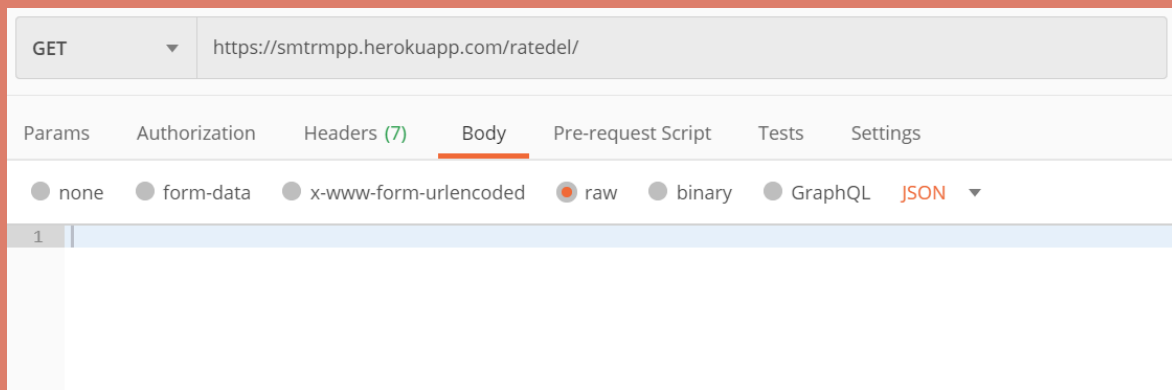 GET https://smtrmpp.herokuapp.com/ratedel/
Params Authorization Headers (7) Body Pre-request Script Tests Settings
none form-data x-www-form-urlencoded raw binary GraphQL JSON
1